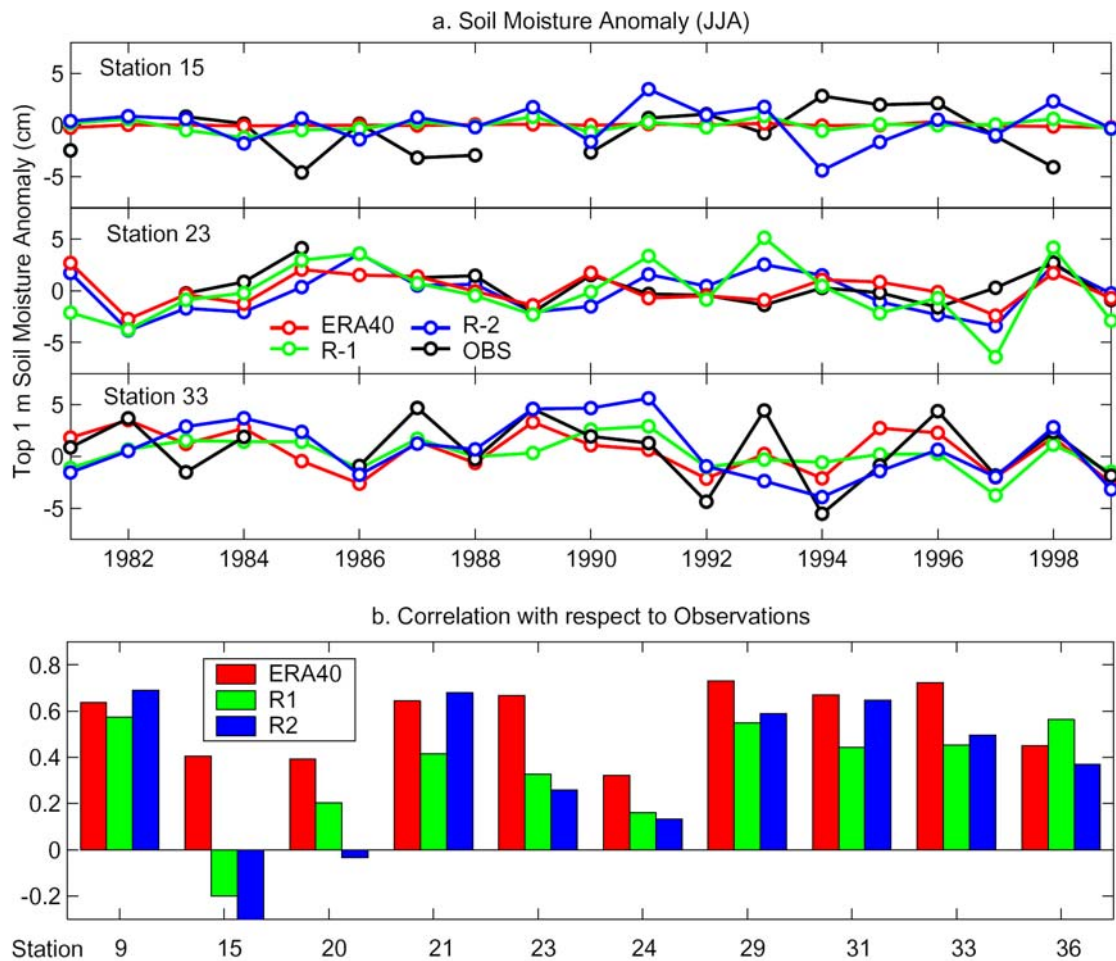 a. Soil Moisture Anomaly (JJA)
Top 1 m Soil Moisture Anomaly (cm)
Station 15
5
0
-5
Station 23
5
0
-5
ERA40
R-2
R-1
OBS
Station 33
5
0
-5
1982 1984 1986 1988 1990 1992 1994 1996 1998
b. Correlation with respect to Observations
0.8
0.6
0.4
0.2
0
-0.2
ERA40
R1
R2
Station 9 15 20 21 23 24 29 31 33 36